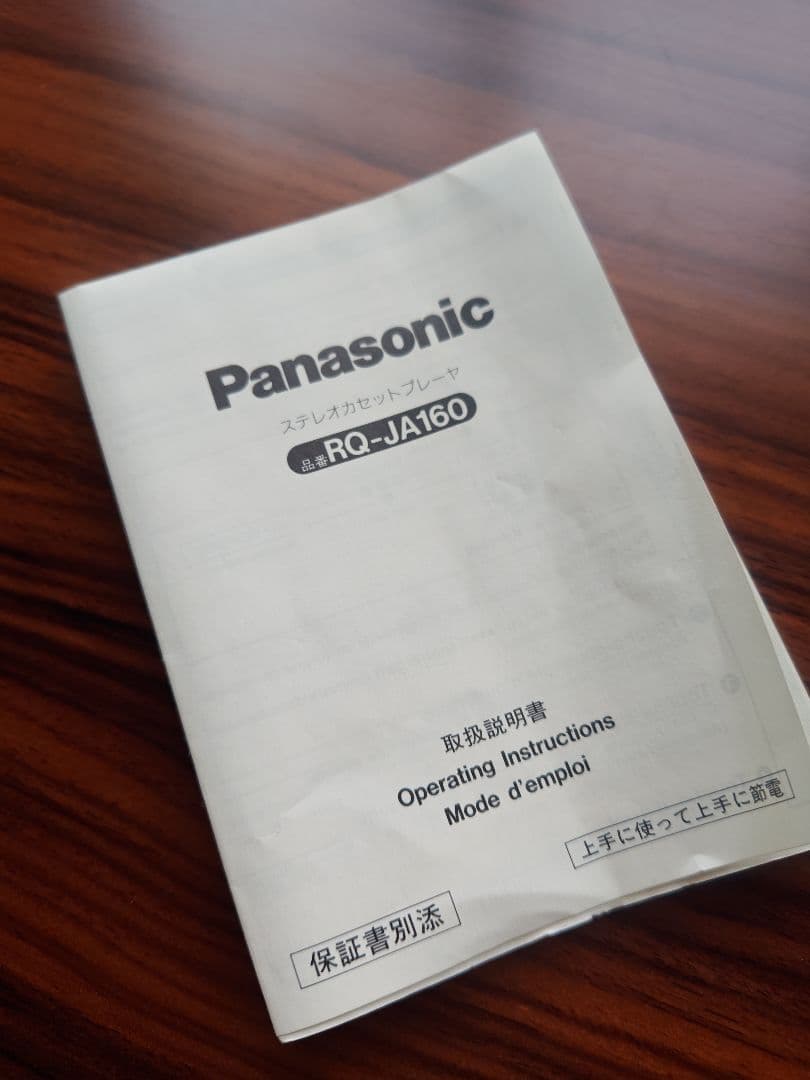 Panasonic
ステレオカセットプレーヤ
品番RQ-JA160
取扱説明書
Operating Instructions
Mode d'emploi
上手に使って上手に節電
保証書別添